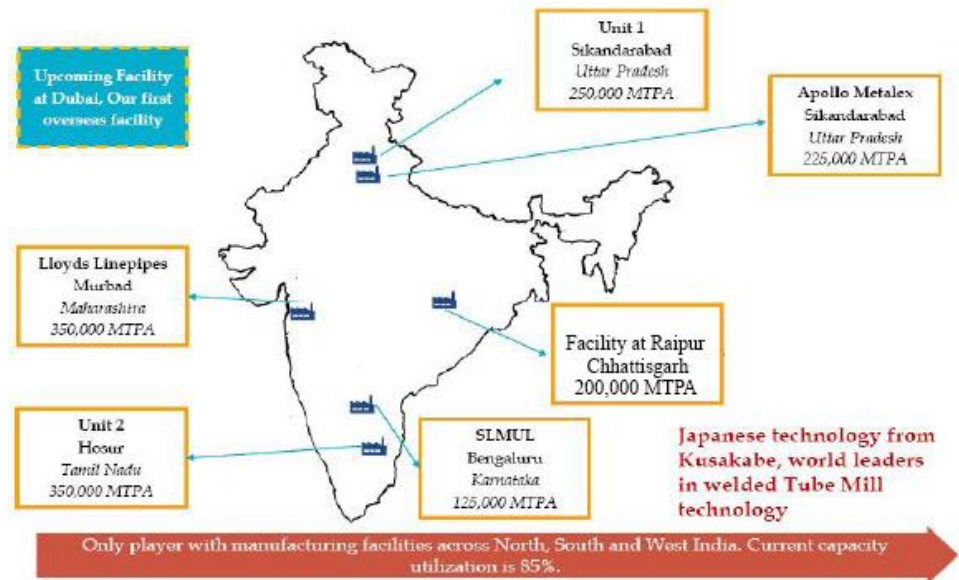 Upcoming Facility
at Dubai, Our first
overseas facility
Unit 1
Sikandarabad
Uttar Pradesh
250,000 MTPA
Apollo Metalex
Sikandarabad
Uttar Pradesh
225,000 MTPA
Lloyds Linepipes
Murbad
Maharashtra
350,000 MTPA
Facility at Raipur
Chhattisgarh
200,000 MTPA
Unit 2
Hosur
Tamil Nadu
350,000 MTPA
SLMUL
Bengaluru
Karnataka
125,000 MTPA
Japanese technology from
Kusakabe, world leaders
in welded Tube Mill
technology
Only player with manufacturing facilities across North, South and West India. Current capacity
utilization is 85%.